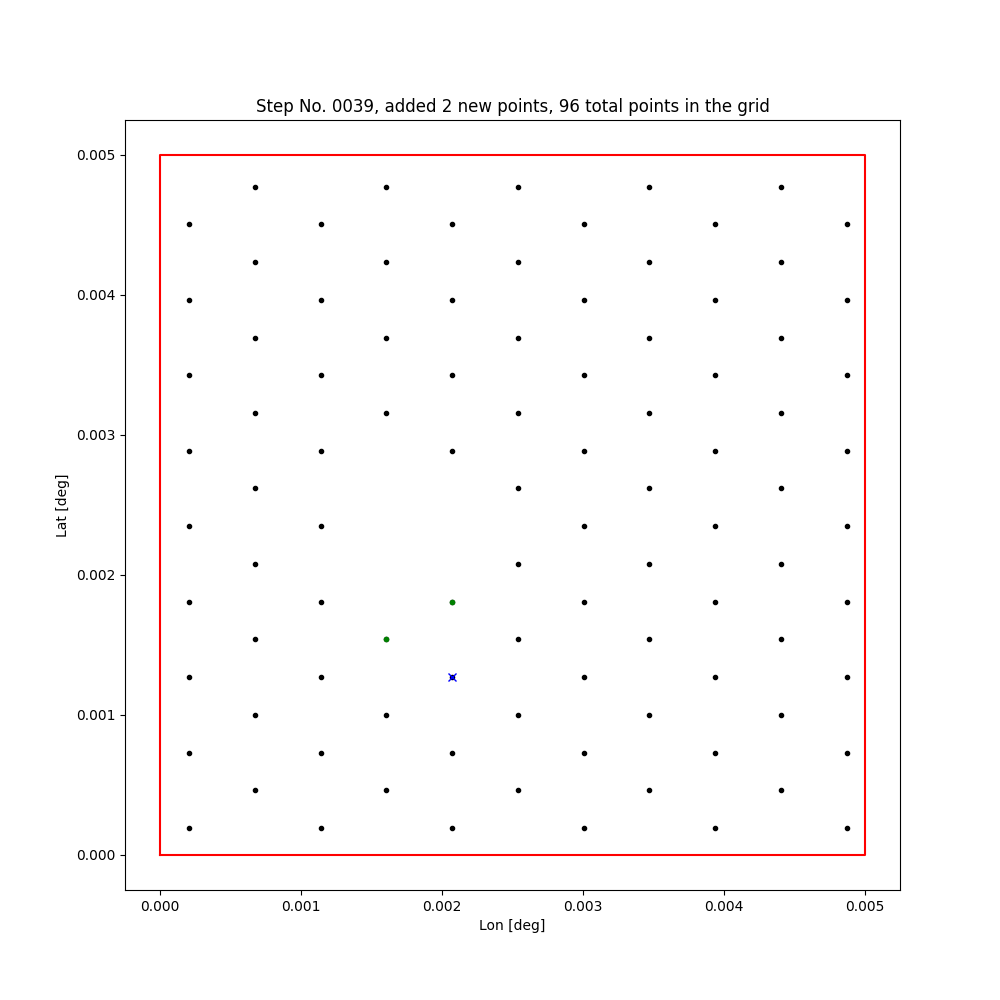 Step No. 0039, added 2 new points, 96 total points in the grid
0.005
0.004
0.003
0.002
0.001
0.000
Lat [deg]
0.000 0.001 0.002 0.003 0.004 0.005
Lon [deg]